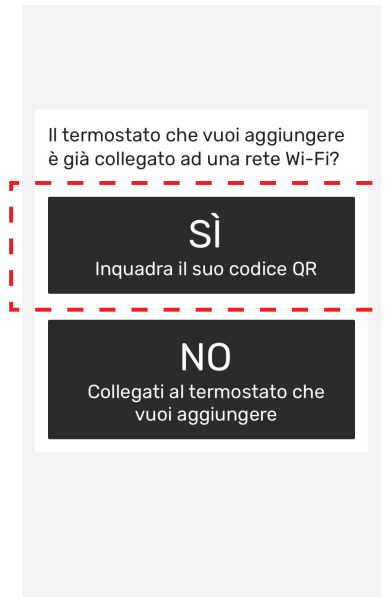 Il termostato che vuoi aggiungere
è già collegato ad una rete Wi-Fi?
SÌ
Inquadra il suo codice QR
NO
Collegati al termostato che
vuoi aggiungere